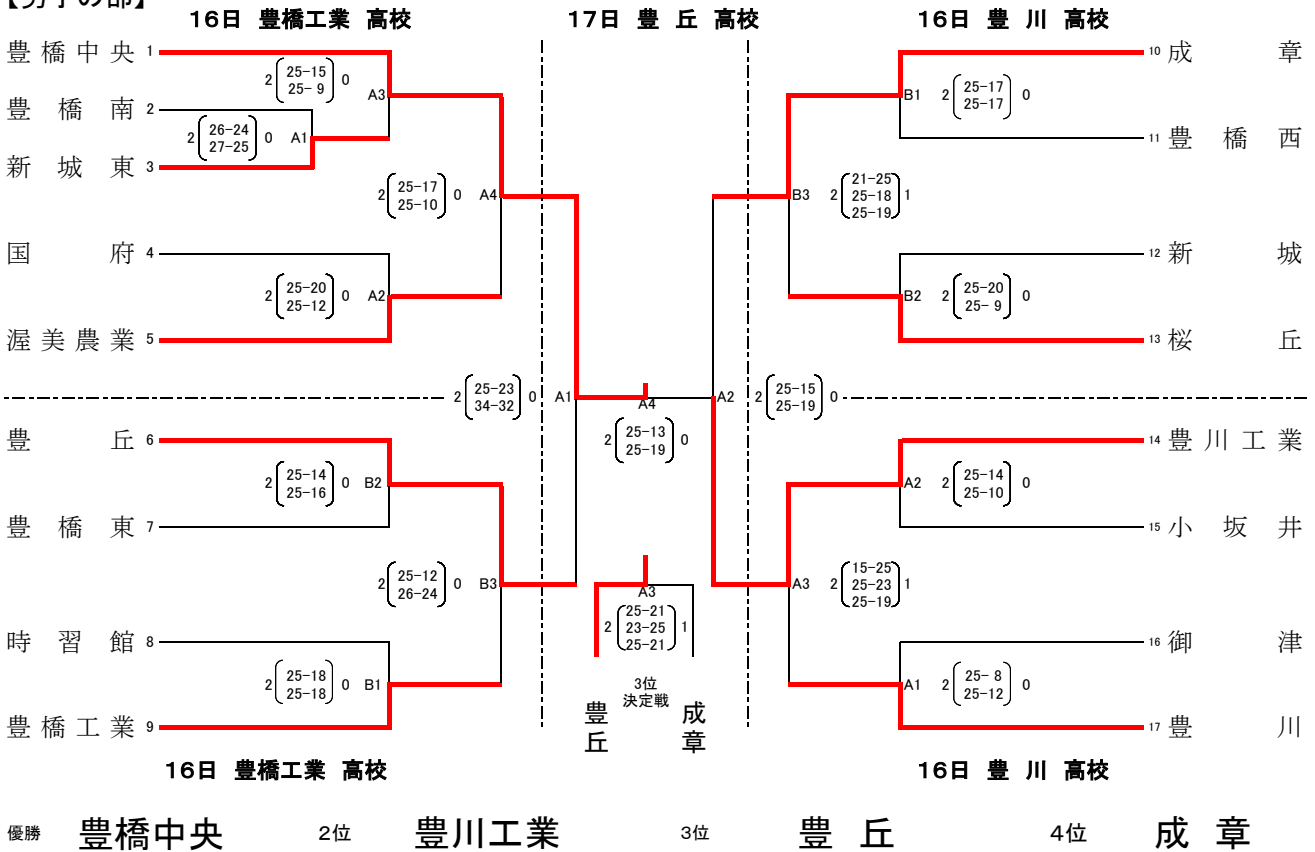 【男子の部】
16日 豊橋工業 高校
17日 豊 丘 高校
16日 豊 川 高校
豊橋中央 1
豊橋南 2
新城東 3
国府 4
渥美農業 5
豊丘 6
豊橋東 7
時習館 8
豊橋工業 9
2 25-15 0
25- 9
A3
2 26-24 0 A1
27-25
2 25-17 0 A4
25-10
2 25-20 0 A2
25-12
2 25-23 0 A1
34-32
2 25-14 0 B2
25-16
2 25-12 0 B3
26-24
2 25-18 0 B1
25-18
A4
2 25-13 0
25-19
A3
25-21
2 23-25 1
25-21
3位
決定戦
豊丘
成章
10 成章
11 豊橋西
12 新城
13 桜丘
14 豊川工業
15 小坂井
16 御津
17 豊川
B1 2 25-17 0
25-17
21-25
B3 2 25-18 1
25-19
B2 2 25-20 0
25- 9
A2 2 25-15 0
25-19
A2 2 25-14 0
25-10
15-25
A3 2 25-23 1
25-19
A1 2 25- 8 0
25-12
16日 豊橋工業 高校
16日 豊 川 高校
優勝 豊橋中央 2位 豊川工業 3位 豊 丘 4位 成 章